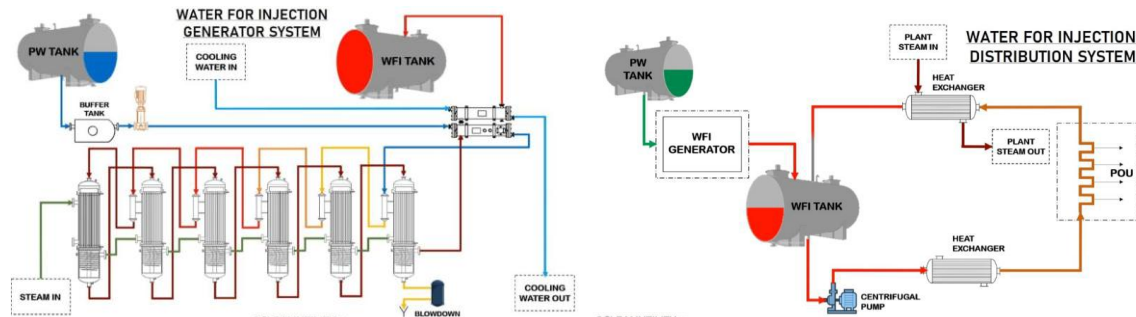 WATER FOR INJECTION
GENERATOR SYSTEM
PW TANK
COOLING
WATER IN
WFI TANK
BUFFER
TANK
STEAM IN
BLOWDOWN
COOLING
WATER OUT
WATER FOR INJECTION
DISTRIBUTION SYSTEM
PLANT
STEAM IN
HEAT
EXCHANGER
PW
TANK
WFI
GENERATOR
PLANT
STEAM OUT
POU
WFI TANK
HEAT
EXCHANGER
CENTRIFUGAL
PUMP